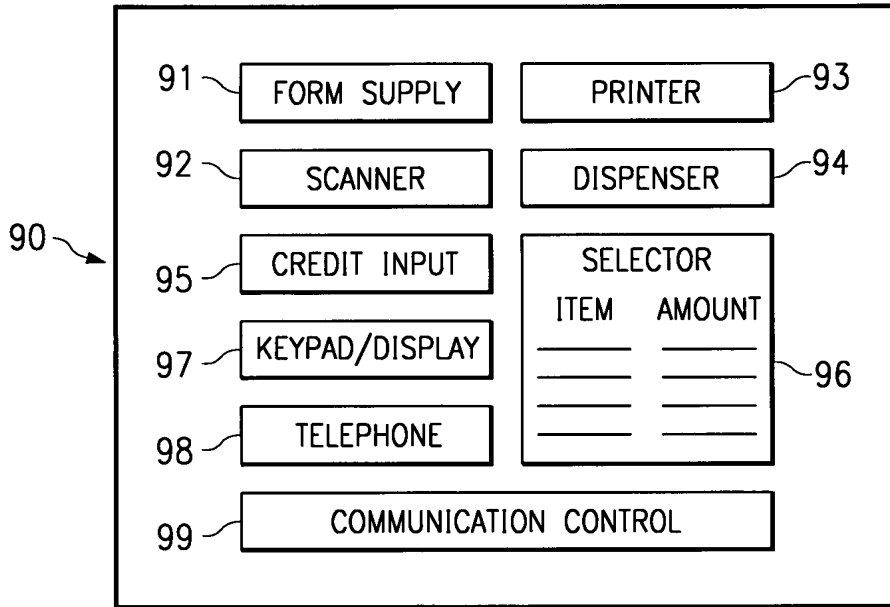 91 FORM SUPPLY PRINTER 93
92 SCANNER DISPENSER 94
90
95 CREDIT INPUT
SELECTOR
ITEM AMOUNT
97 KEYPAD/DISPLAY
96
98 TELEPHONE
99 COMMUNICATION CONTROL